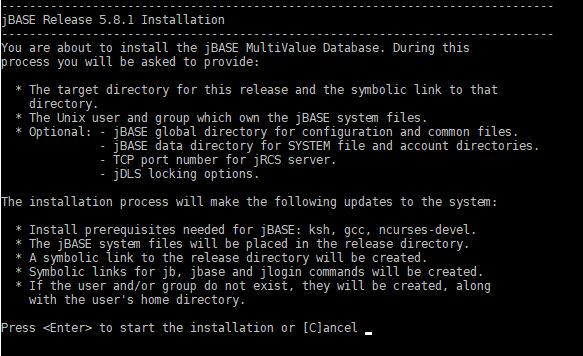 -------------------------------------------------------------------------------
jBASE Release 5.8.1 Installation
-------------------------------------------------------------------------------
You are about to install the jBASE MultiValue Database. During this
process you will be asked to provide:
* The target directory for this release and the symbolic link to that
directory.
* The Unix user and group which own the jBASE system files.
* Optional: - jBASE global directory for configuration and common files.
- jBASE data directory for SYSTEM file and account directories.
- TCP port number for jRCS server.
- jDLS locking options.
The installation process will make the following updates to the system:
* Install prerequisites needed for jBASE: ksh, gcc, ncurses-devel.
* The jBASE system files will be placed in the release directory.
* A symbolic link to the release directory will be created.
* Symbolic links for jb, jbase and jlogin commands will be created.
* If the user and/or group do not exist, they will be created, along
with the user's home directory.
Press <Enter> to start the installation or [C]ancel _